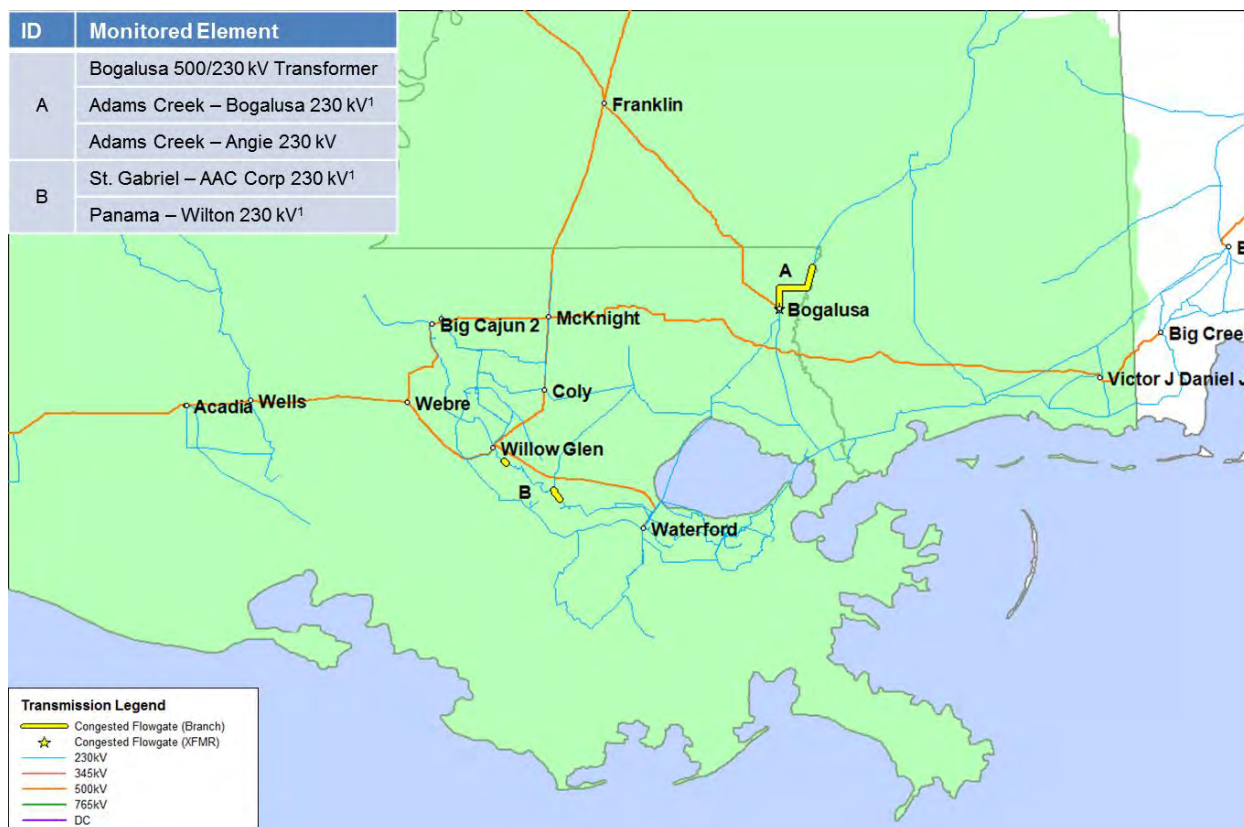 ID Monitored Element
A
Bogalusa 500/230 kV Transformer
Adams Creek – Bogalusa 230 kV¹
Adams Creek – Angie 230 kV
B
St. Gabriel – AAC Corp 230 kV¹
Panama – Wilton 230 kV¹
Franklin
A
Bogalusa
Big Cajun 2
McKnight
Big Cree
Victor J Daniel J
Acadia
Wells
Webre
Coly
Willow Glen
B
Waterford
Transmission Legend
Congested Flowgate (Branch)
Congested Flowgate (XFMR)
230kV
345kV
500kV
765kV
DC